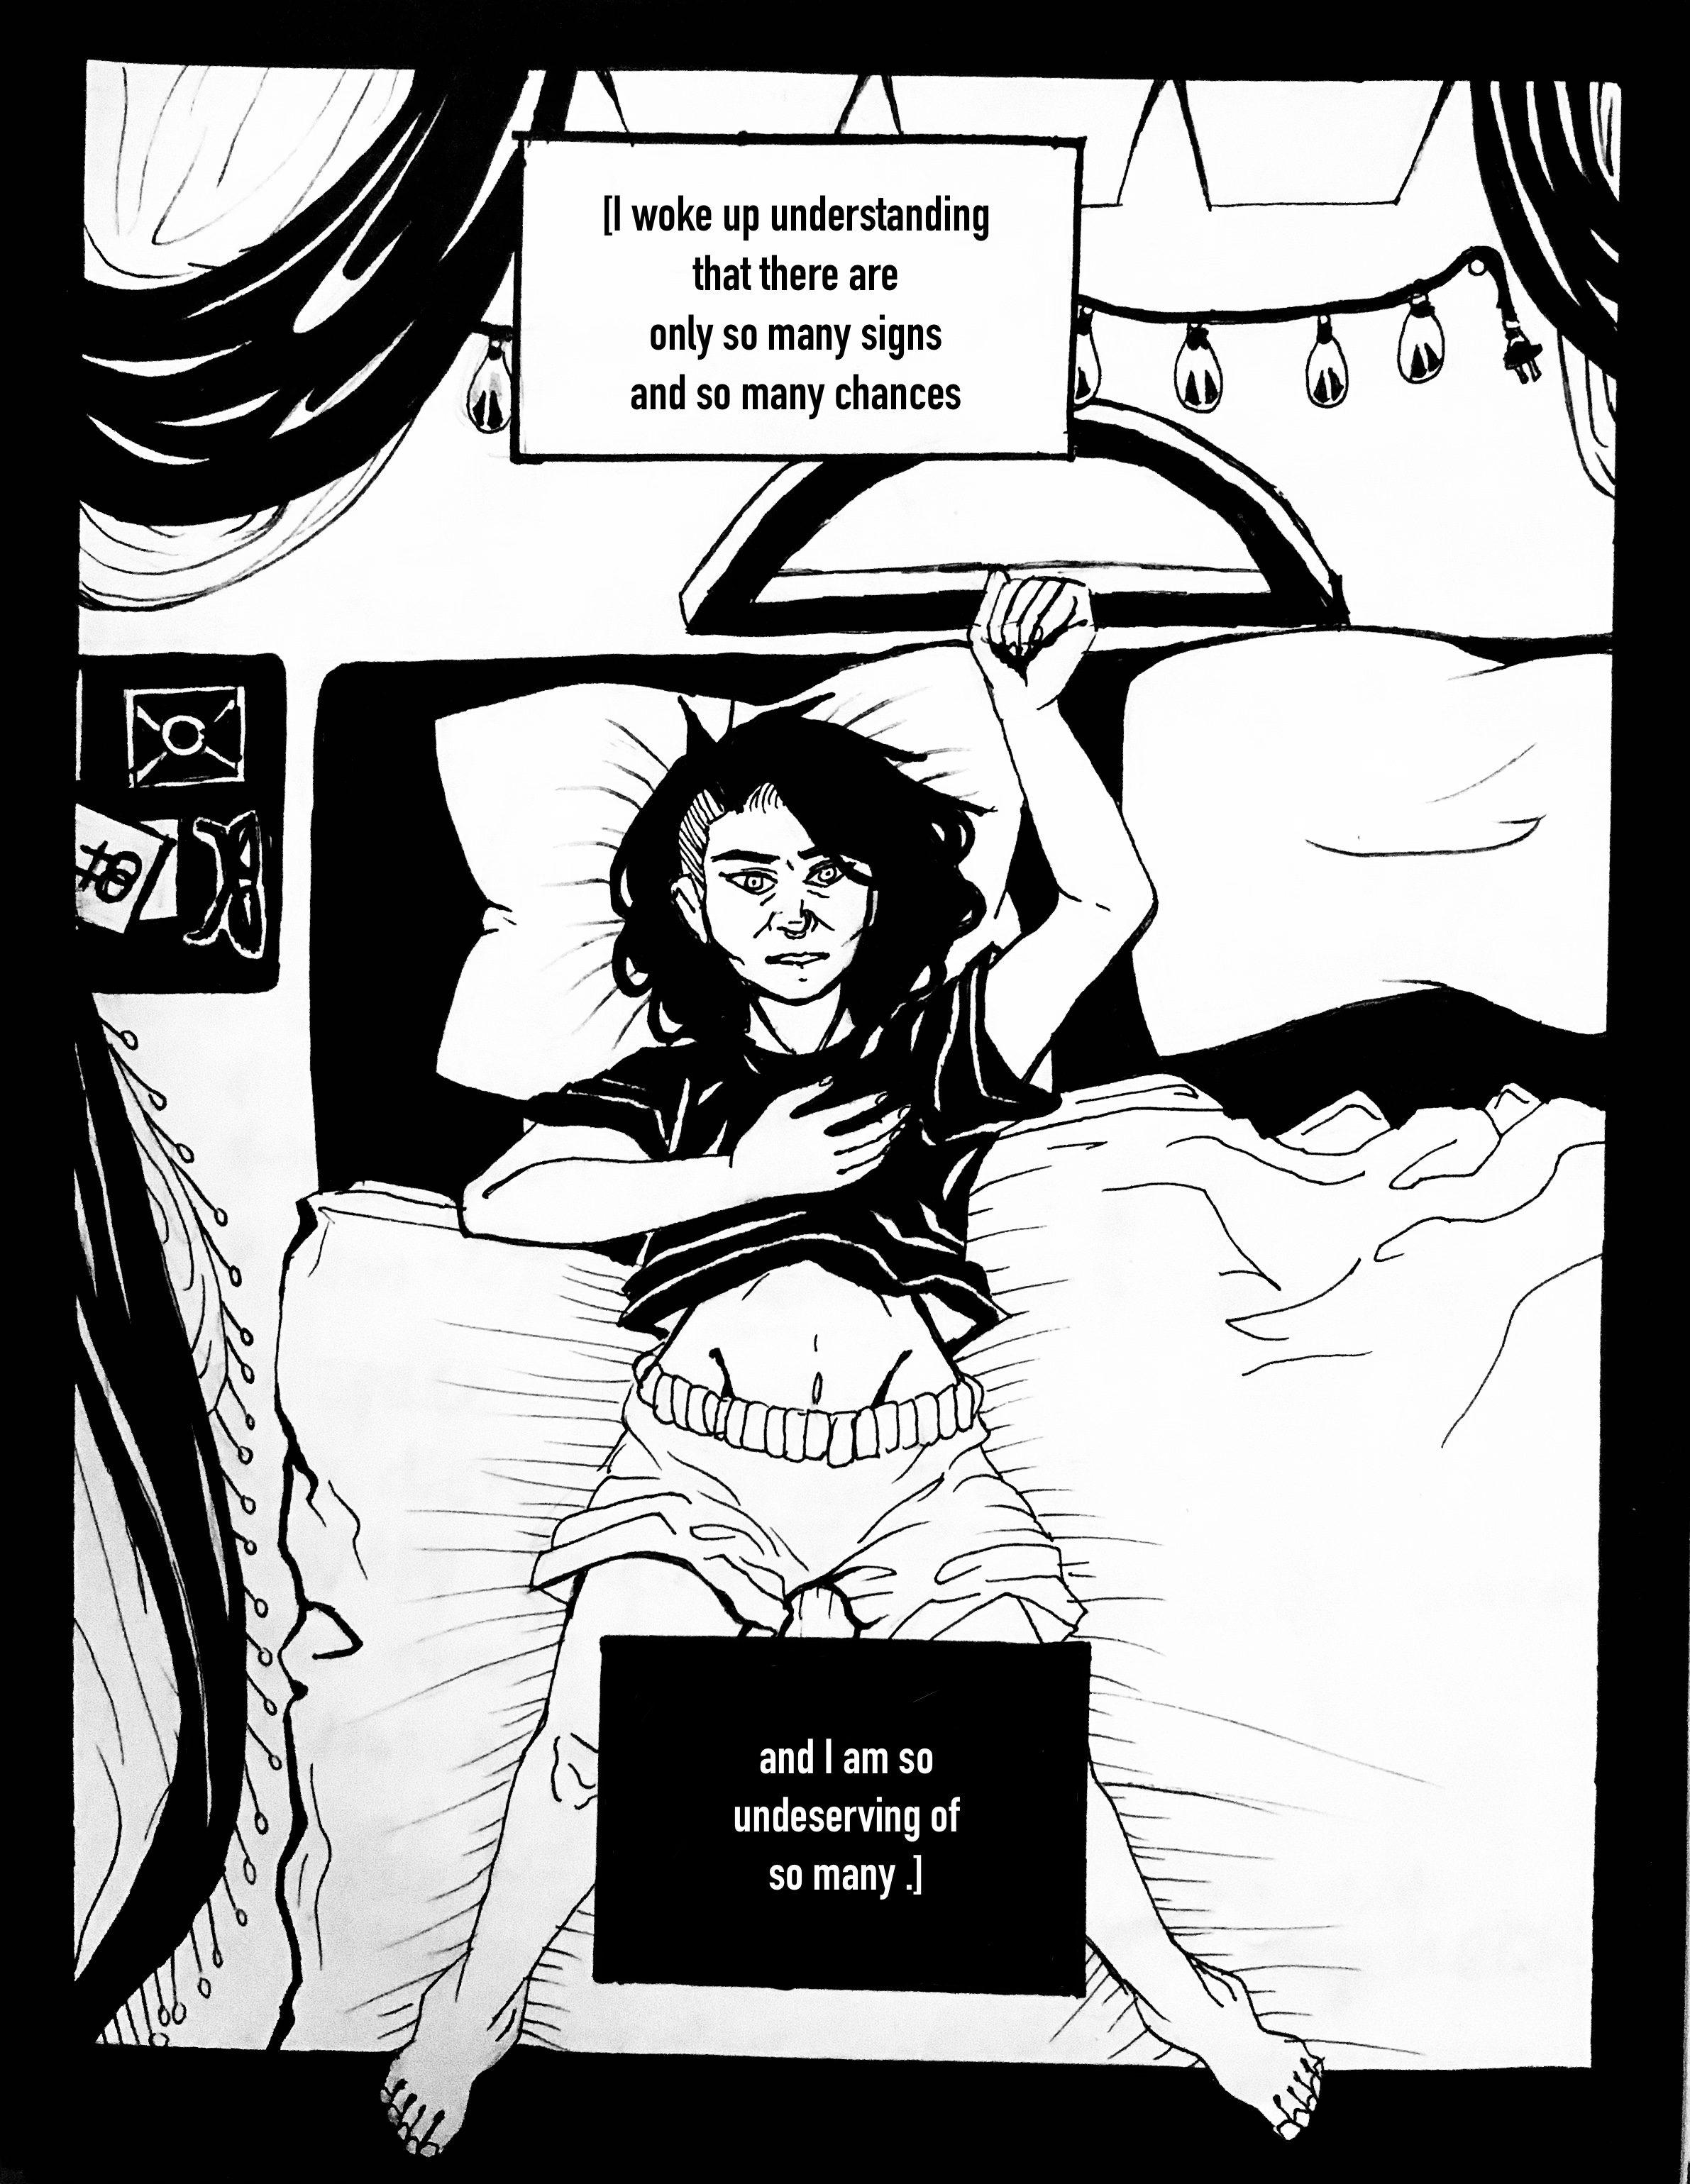 [I woke up understanding
that there are
only so many signs
and so many chances
and I am so
undeserving of
so many .]